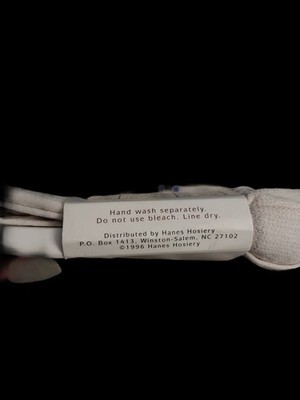 Hand wash separately.
Do not use bleach. Line dry.
Distributed by Hanes Hosiery
P.O. Box 1413, Winston-Salem, NC 27102
©1996 Hanes Hosiery